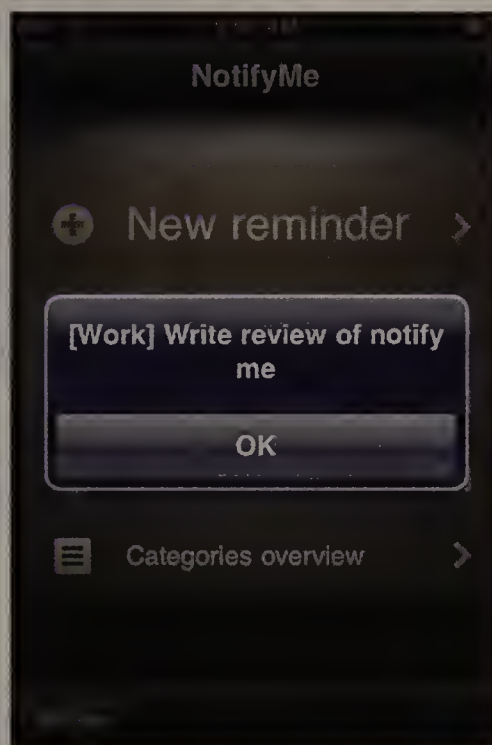 NotifyMe
New reminder
[Work] Write review of notify
me
OK
Categories overview